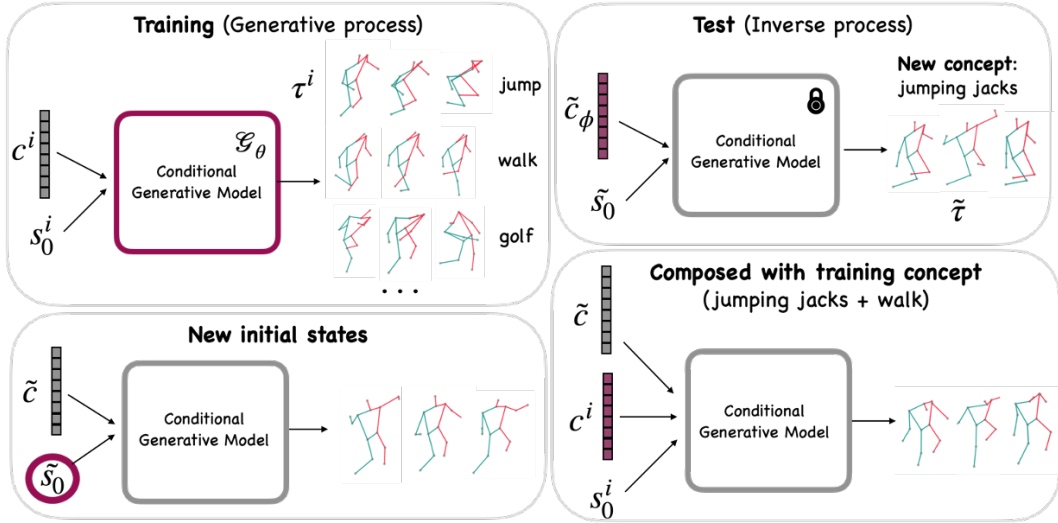 Training (Generative process)
τ^i
jump
c^i
𝒢_θ
Conditional
Generative Model
walk
s_0^i
golf
...
Test (Inverse process)
New concept:
jumping jacks
c̃_ϕ
Conditional
Generative Model
s̃_0
τ̃
New initial states
c̃
Conditional
Generative Model
s̃_0
Composed with training concept
(jumping jacks + walk)
c̃
c^i
Conditional
Generative Model
s_0^i